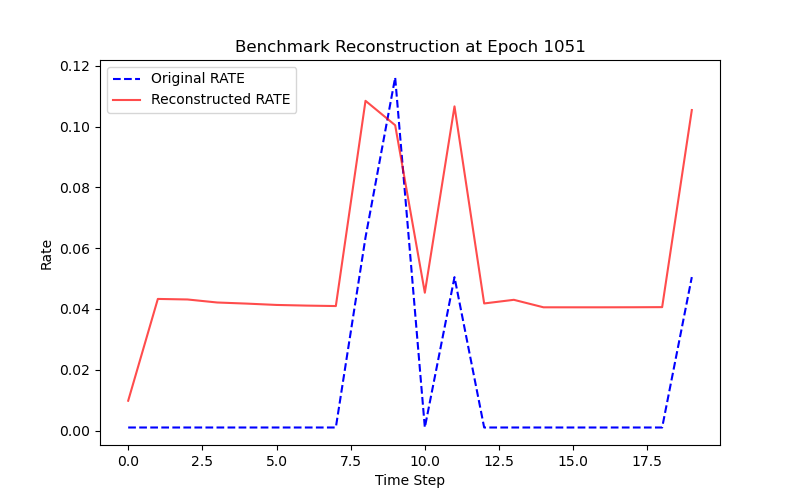 Benchmark Reconstruction at Epoch 1051
Original RATE
Reconstructed RATE
0.12
0.10
0.08
0.06
0.04
0.02
0.00
Rate
0.0 2.5 5.0 7.5 10.0 12.5 15.0 17.5
Time Step